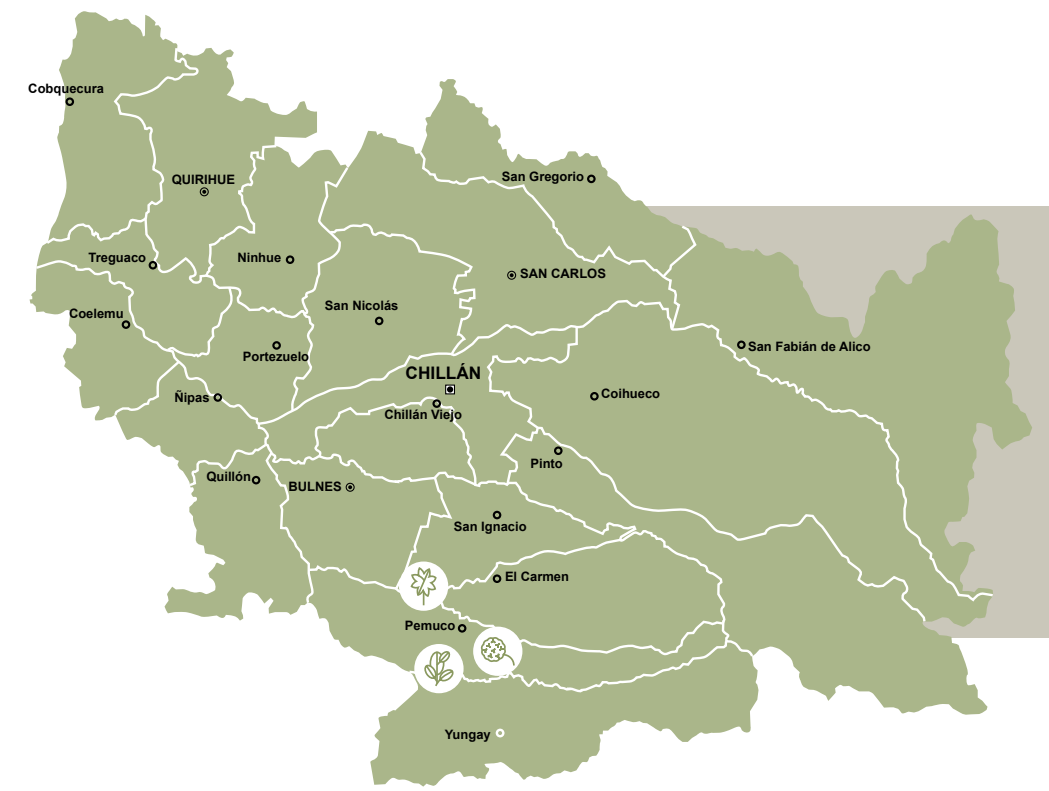 Cobquecura
San Gregorio
QUIRIHUE
Treguaco
Ninhue
SAN CARLOS
San Nicolás
Coelemu
San Fabián de Alico
Portezuelo
CHILLÁN
Coihueco
Ñipas
Chillán Viejo
Pinto
Quillón
BULNES
San Ignacio
El Carmen
Pemuco
Yungay